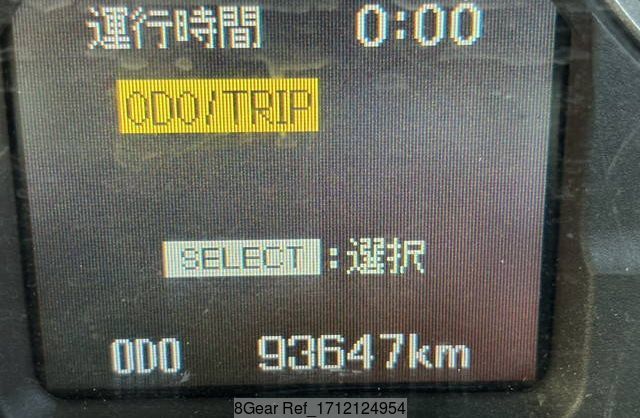 運行時間 0:00
ODO/TRIP
SELECT:選択
ODO 93647km
8Gear Ref_1712124954